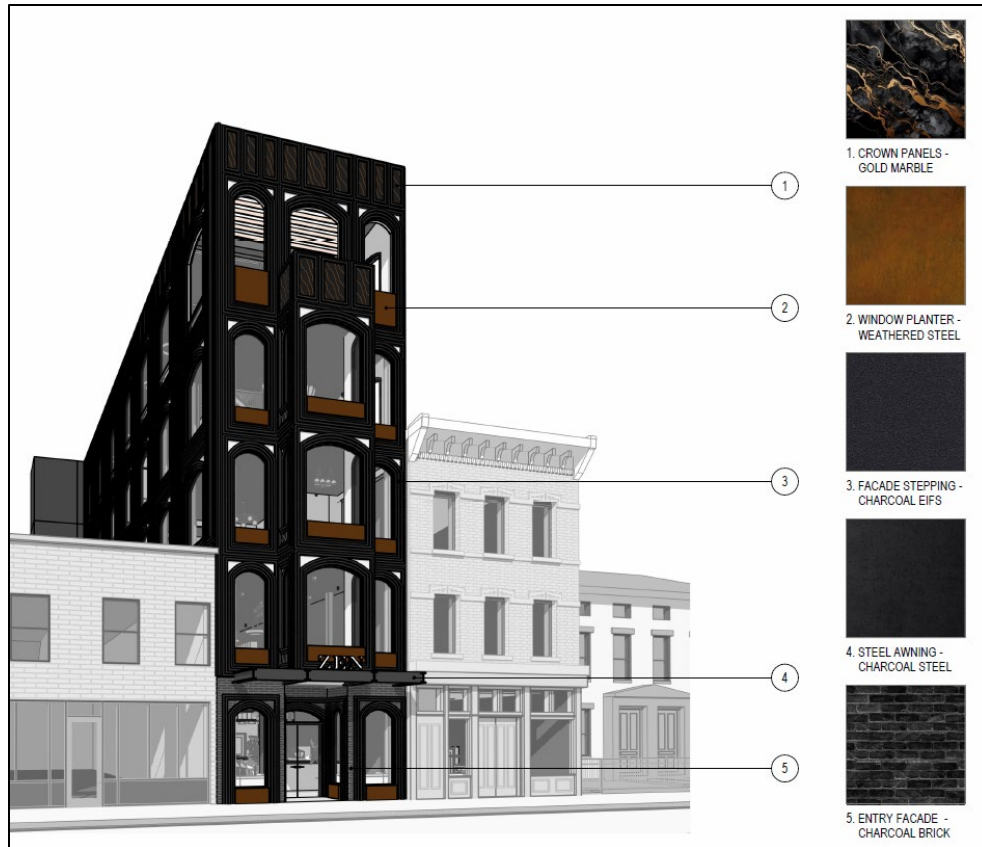 1
2
3
4
5
1. CROWN PANELS -
GOLD MARBLE
2. WINDOW PLANTER -
WEATHERED STEEL
3. FACADE STEPPING -
CHARCOAL EIFS
4. STEEL AWNING -
CHARCOAL STEEL
5. ENTRY FACADE -
CHARCOAL BRICK